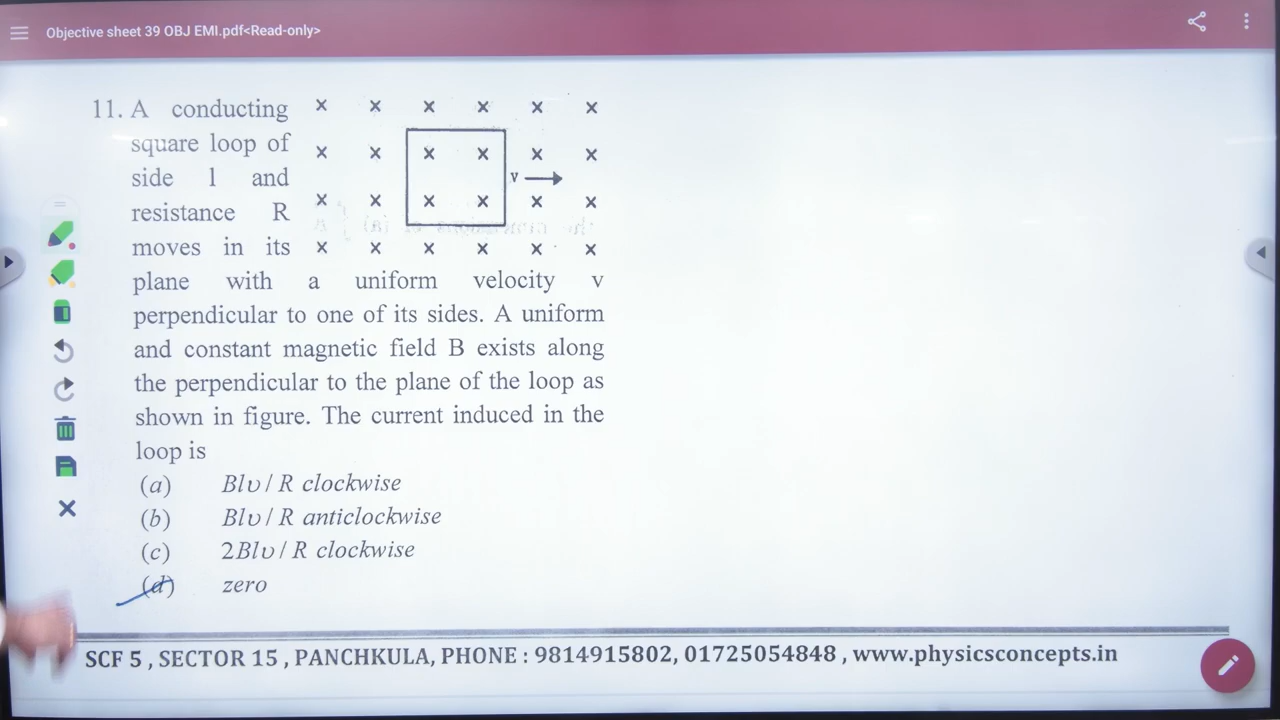 Objective sheet 39 OBJ EMI.pdf<Read-only>
11. A conducting
square loop of
side l and
resistance R
moves in its
plane with a uniform velocity v
perpendicular to one of its sides. A uniform
and constant magnetic field B exists along
the perpendicular to the plane of the loop as
shown in figure. The current induced in the
loop is
v
(a) Blυ / R clockwise
(b) Blυ / R anticlockwise
(c) 2Blυ / R clockwise
(d) zero
SCF 5 , SECTOR 15 , PANCHKULA, PHONE : 9814915802, 01725054848 , www.physicsconcepts.in